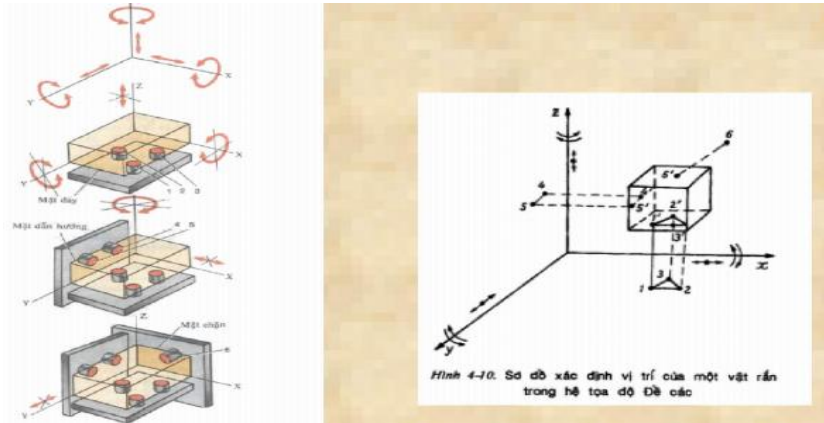 X
Y
Z
X
Y
1 2 3
Mặt đáy
Mặt dẫn hướng
4 5
X
Y
Z
Mặt chặn
6
X
Y
z
6
6'
4
5
5'
2'
3'
x
3
1
2
y
Hình 4-10. Sơ đồ xác định vị trí của một vật rắn
trong hệ tọa độ Đề các